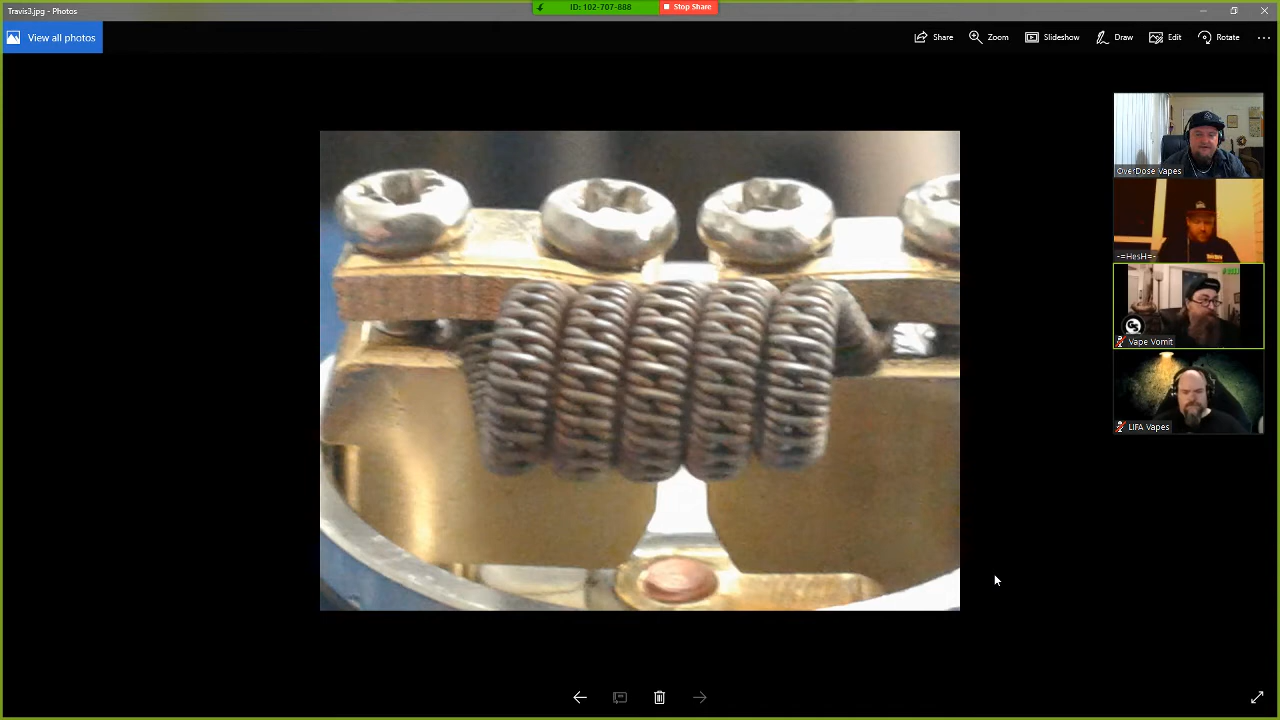 Travis3.jpg - Photos
ID: 102-707-888
Stop Share
View all photos
Share
Zoom
Slideshow
Draw
Edit
Rotate
OverDose Vapes
-=HesH=-
Vape Vomit
LIFA Vapes